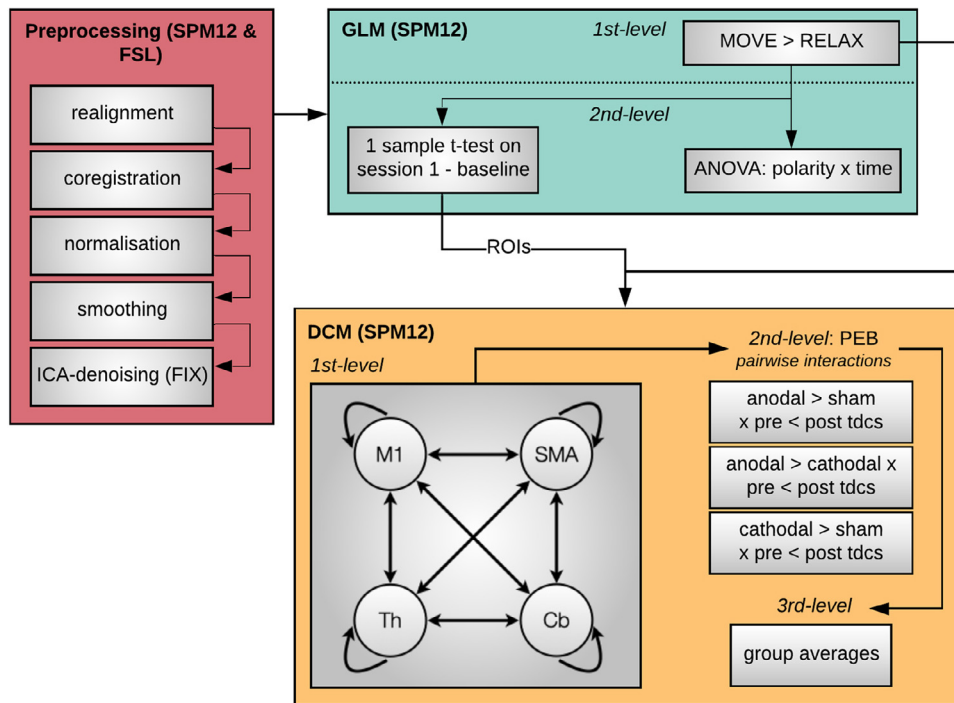 Preprocessing (SPM12 &
FSL)
realignment
coregistration
normalisation
smoothing
ICA-denoising (FIX)
GLM (SPM12)
1st-level
MOVE > RELAX
2nd-level
1 sample t-test on
session 1 - baseline
ANOVA: polarity x time
ROIs
DCM (SPM12)
1st-level
M1
SMA
Th
Cb
2nd-level: PEB
pairwise interactions
anodal > sham
x pre < post tdcs
anodal > cathodal x
pre < post tdcs
cathodal > sham
x pre < post tdcs
3rd-level
group averages